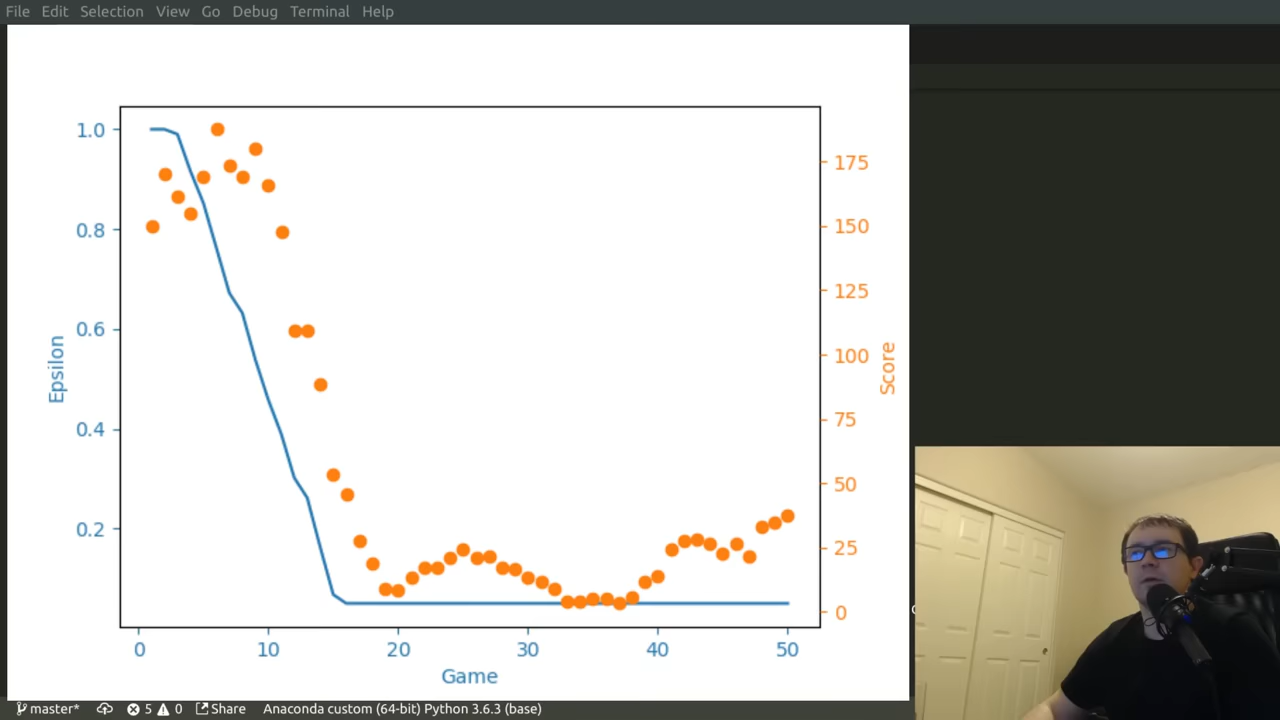 File Edit Selection View Go Debug Terminal Help
1.0
0.8
0.6
0.4
0.2
Epsilon
175
150
125
100
75
50
25
0
Score
0 10 20 30 40 50
Game
master* 5 0 Share Anaconda custom (64-bit) Python 3.6.3 (base)